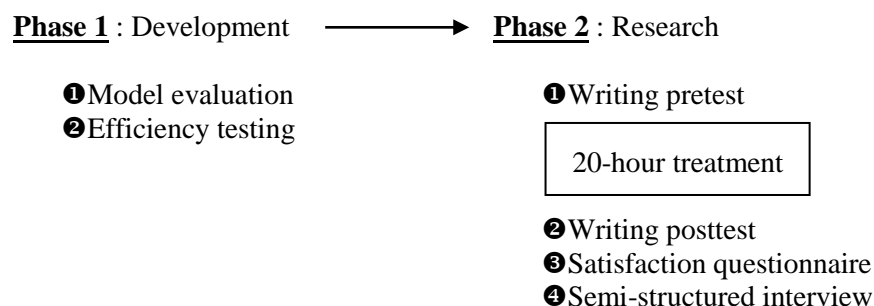 Phase 1 : Development
❶Model evaluation
❷Efficiency testing
Phase 2 : Research
❶Writing pretest
20-hour treatment
❷Writing posttest
❸Satisfaction questionnaire
❹Semi-structured interview